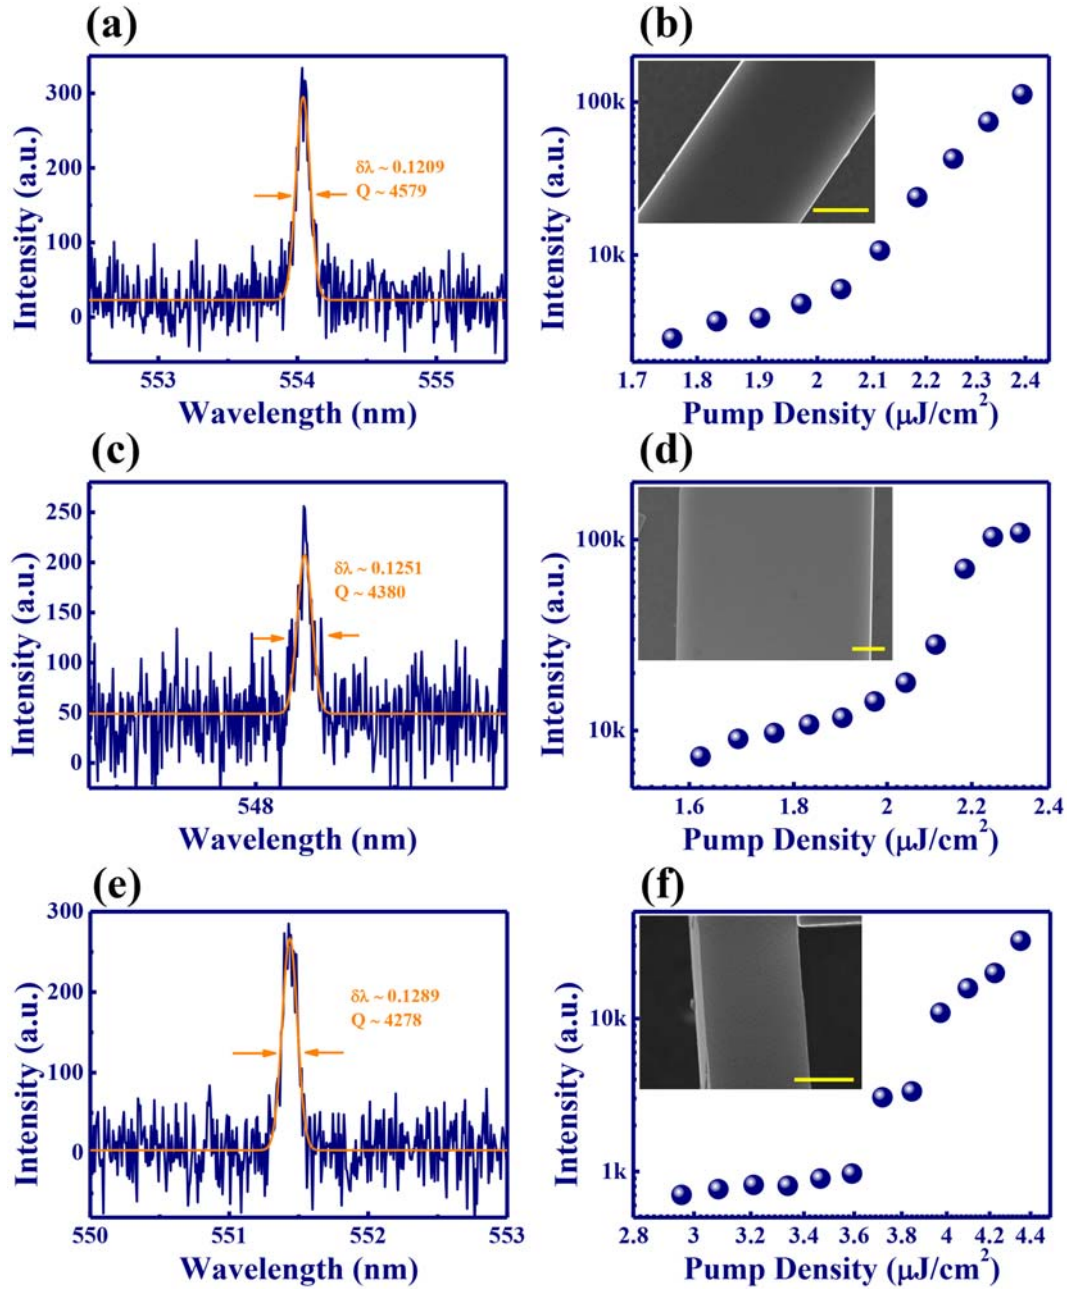 (a)
Intensity (a.u.)
300
200
100
0
δλ ~ 0.1209
Q ~ 4579
553
554
555
Wavelength (nm)
(b)
Intensity (a.u.)
100k
10k
1.7
1.8
1.9
2
2.1
2.2
2.3
2.4
Pump Density (μJ/cm²)
(c)
Intensity (a.u.)
250
200
150
100
50
0
δλ ~ 0.1251
Q ~ 4380
548
Wavelength (nm)
(d)
Intensity (a.u.)
100k
10k
1.6
1.8
2
2.2
2.4
Pump Density (μJ/cm²)
(e)
Intensity (a.u.)
300
200
100
0
δλ ~ 0.1289
Q ~ 4278
550
551
552
553
Wavelength (nm)
(f)
Intensity (a.u.)
10k
1k
2.8
3
3.2
3.4
3.6
3.8
4
4.2
4.4
Pump Density (μJ/cm²)